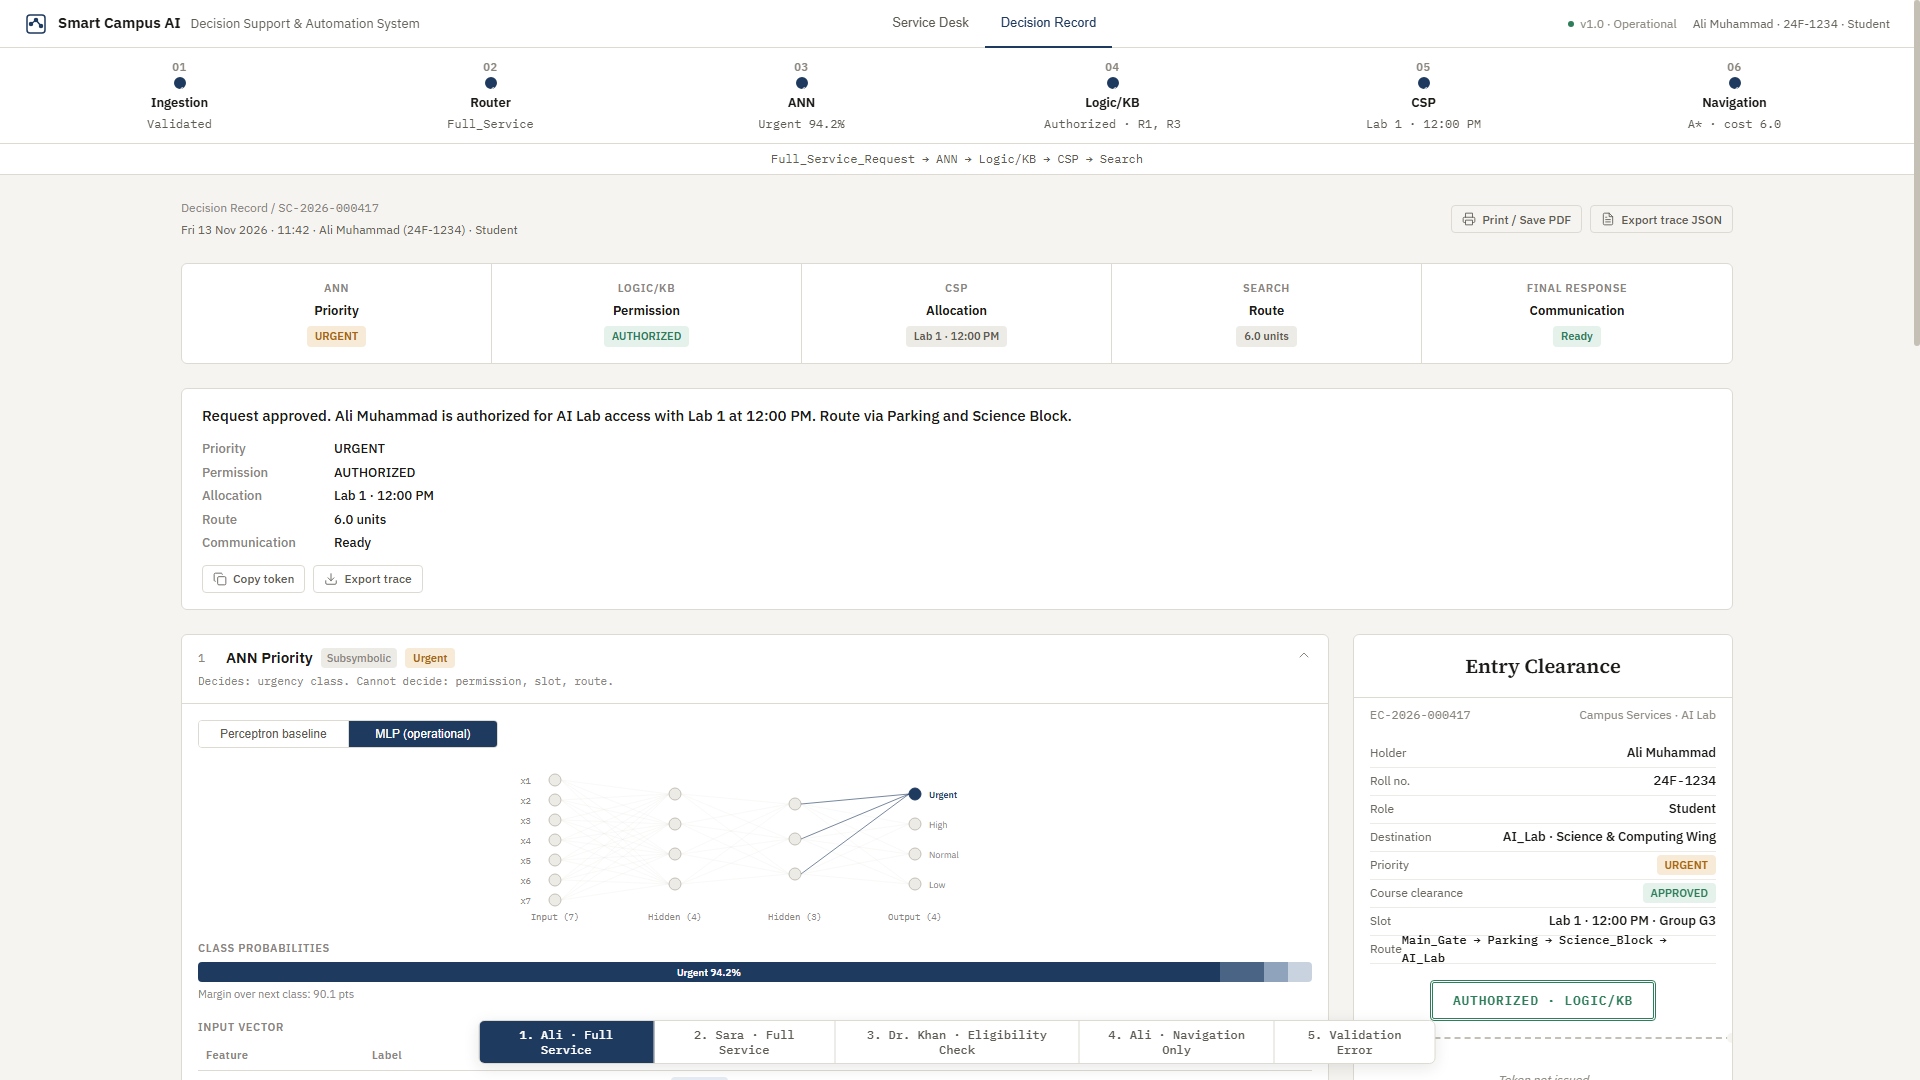 Smart Campus AI Decision Support & Automation System
Service Desk
Decision Record
v1.0 · Operational
Ali Muhammad · 24F-1234 · Student
01
Ingestion
Validated
02
Router
Full_Service
03
ANN
Urgent 94.2%
04
Logic/KB
Authorized · R1, R3
05
CSP
Lab 1 · 12:00 PM
06
Navigation
A* · cost 6.0
Full_Service_Request → ANN → Logic/KB → CSP → Search
Decision Record / SC-2026-000417
Fri 13 Nov 2026 · 11:42 · Ali Muhammad (24F-1234) · Student
Print / Save PDF
Export trace JSON
ANN
Priority
URGENT
LOGIC/KB
Permission
AUTHORIZED
CSP
Allocation
Lab 1 · 12:00 PM
SEARCH
Route
6.0 units
FINAL RESPONSE
Communication
Ready
Request approved. Ali Muhammad is authorized for AI Lab access with Lab 1 at 12:00 PM. Route via Parking and Science Block.
Priority URGENT
Permission AUTHORIZED
Allocation Lab 1 · 12:00 PM
Route 6.0 units
Communication Ready
Copy token
Export trace
1 ANN Priority Subsymbolic Urgent
Decides: urgency class. Cannot decide: permission, slot, route.
Perceptron baseline
MLP (operational)
x1
x2
x3
x4
x5
x6
x7
Urgent
High
Normal
Low
Input (7)
Hidden (4)
Hidden (3)
Output (4)
CLASS PROBABILITIES
Urgent 94.2%
Margin over next class: 90.1 pts
INPUT VECTOR
Feature Label
Entry Clearance
EC-2026-000417 Campus Services · AI Lab
Holder Ali Muhammad
Roll no. 24F-1234
Role Student
Destination AI_Lab · Science & Computing Wing
Priority URGENT
Course clearance APPROVED
Slot Lab 1 · 12:00 PM · Group G3
Route Main_Gate → Parking → Science_Block →
AI_Lab
AUTHORIZED · LOGIC/KB
Token not issued
1. Ali · Full
Service
2. Sara · Full
Service
3. Dr. Khan · Eligibility
Check
4. Ali · Navigation
Only
5. Validation
Error